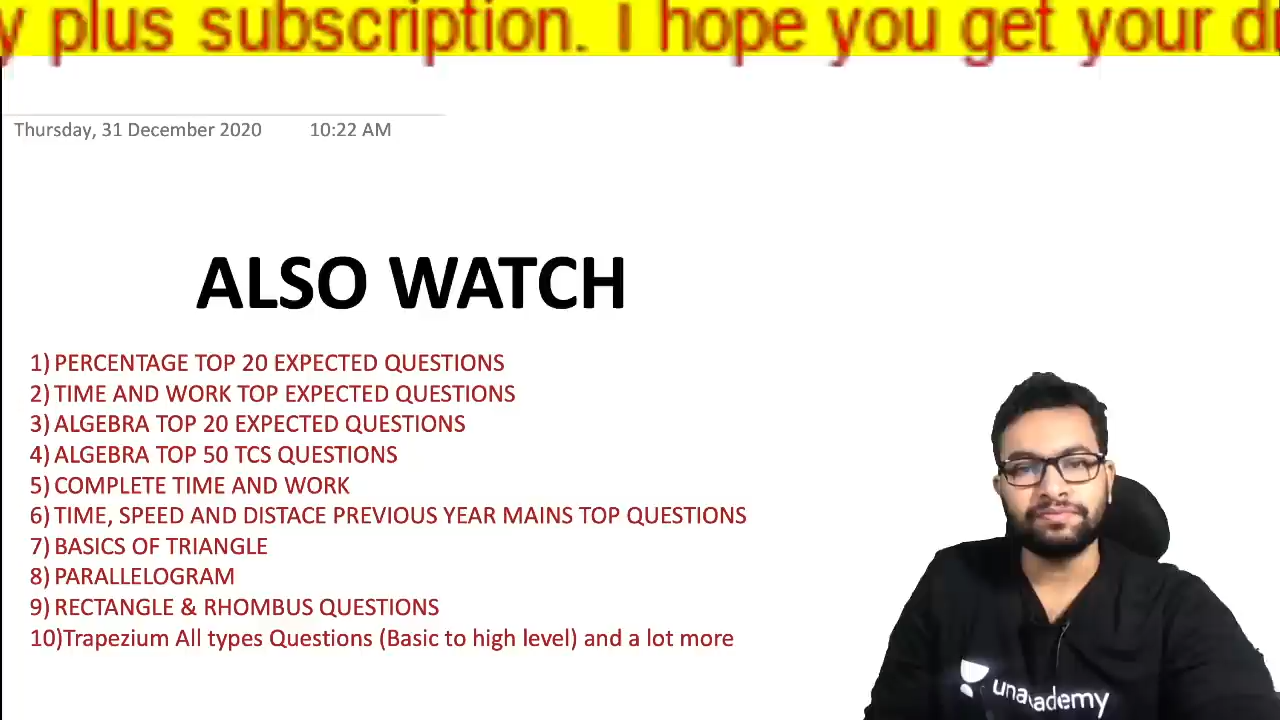 y plus subscription. I hope you get your d
Thursday, 31 December 2020 10:22 AM
ALSO WATCH
1) PERCENTAGE TOP 20 EXPECTED QUESTIONS
2) TIME AND WORK TOP EXPECTED QUESTIONS
3) ALGEBRA TOP 20 EXPECTED QUESTIONS
4) ALGEBRA TOP 50 TCS QUESTIONS
5) COMPLETE TIME AND WORK
6) TIME, SPEED AND DISTACE PREVIOUS YEAR MAINS TOP QUESTIONS
7) BASICS OF TRIANGLE
8) PARALLELOGRAM
9) RECTANGLE & RHOMBUS QUESTIONS
10)Trapezium All types Questions (Basic to high level) and a lot more
unacademy